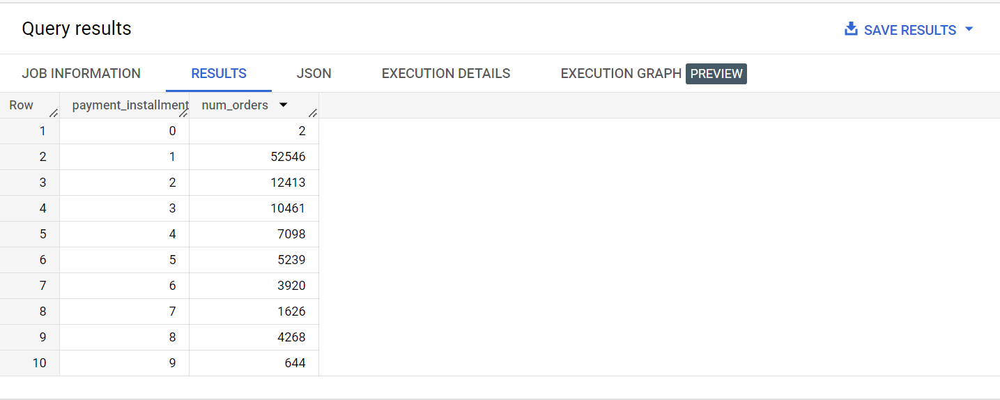 Query results
SAVE RESULTS
JOB INFORMATION RESULTS JSON EXECUTION DETAILS EXECUTION GRAPH PREVIEW
Row payment_installment num_orders
1 0 2
2 1 52546
3 2 12413
4 3 10461
5 4 7098
6 5 5239
7 6 3920
8 7 1626
9 8 4268
10 9 644